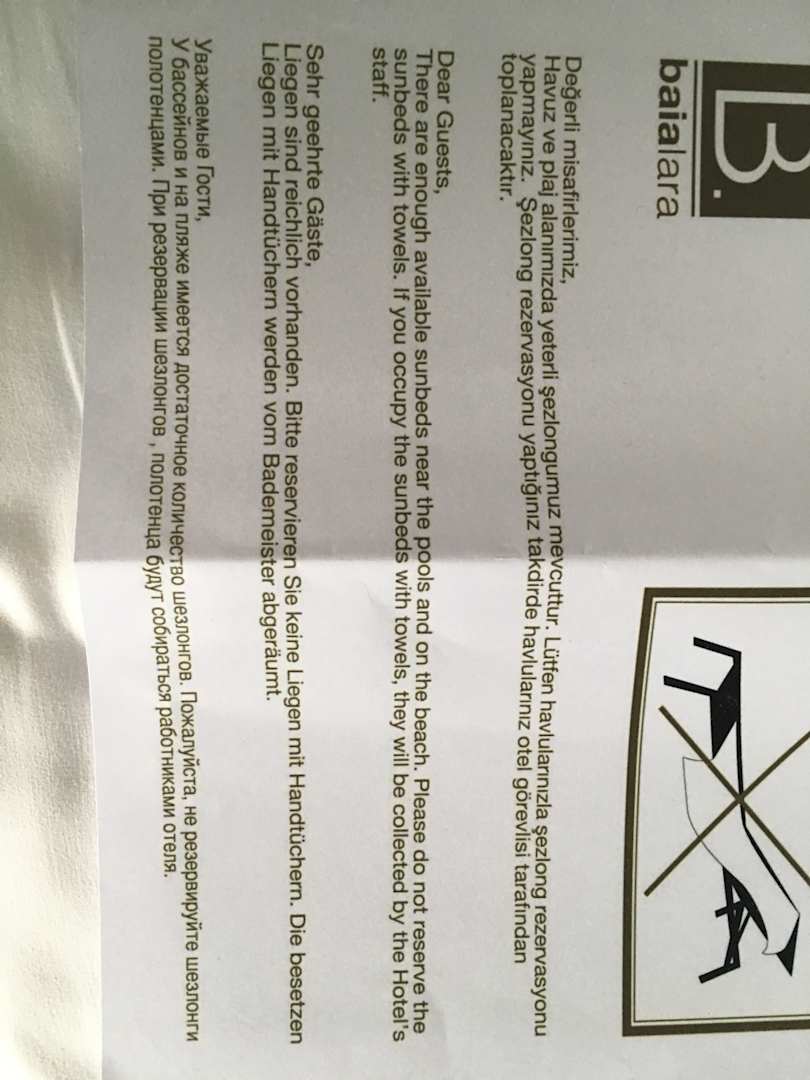 B.
baialara
Değerli misafirlerimiz,
Havuz ve plaj alanımızda yeterli şezlongumuz mevcuttur. Lütfen havlularınızla şezlong rezervasyonu
yapmayınız. Şezlong rezervasyonu yaptığınız takdirde havlularınız otel görevlisi tarafından
toplanacaktır.
Dear Guests,
There are enough available sunbeds near the pools and on the beach. Please do not reserve the
sunbeds with towels. If you occupy the sunbeds with towels, they will be collected by the Hotel's
staff.
Sehr geehrte Gäste,
Liegen sind reichlich vorhanden. Bitte reservieren Sie keine Liegen mit Handtüchern. Die besetzen
Liegen mit Handtüchern werden vom Bademeister abgeräumt.
Уважаемые Гости,
У бассейнов и на пляже имеется достаточное количество шезлонгов. Пожалуйста, не резервируйте шезлонги
полотенцами. При резервации шезлонгов , полотенца будут собираться работниками отеля.